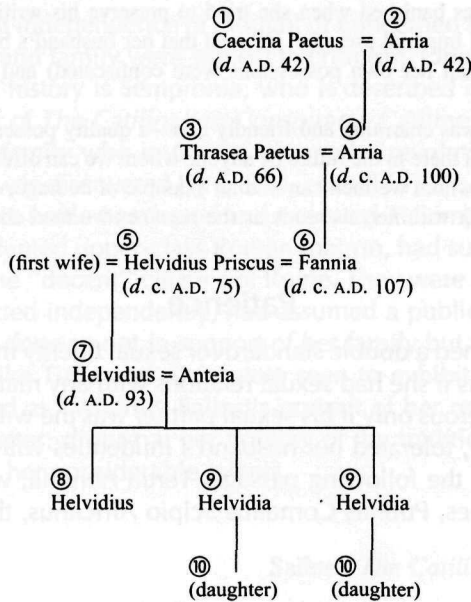 ① ②
Caecina Paetus = Arria
(d. A.D. 42) (d. A.D. 42)
③ ④
Thrasea Paetus = Arria
(d. A.D. 66) (d. c. A.D. 100)
⑤ ⑥
(first wife) = Helvidius Priscus = Fannia
(d. c. A.D. 75) (d. c. A.D. 107)
⑦
Helvidius = Anteia
(d. A.D. 93)
⑧ ⑨ ⑨
Helvidius Helvidia Helvidia
⑩ ⑩
(daughter) (daughter)